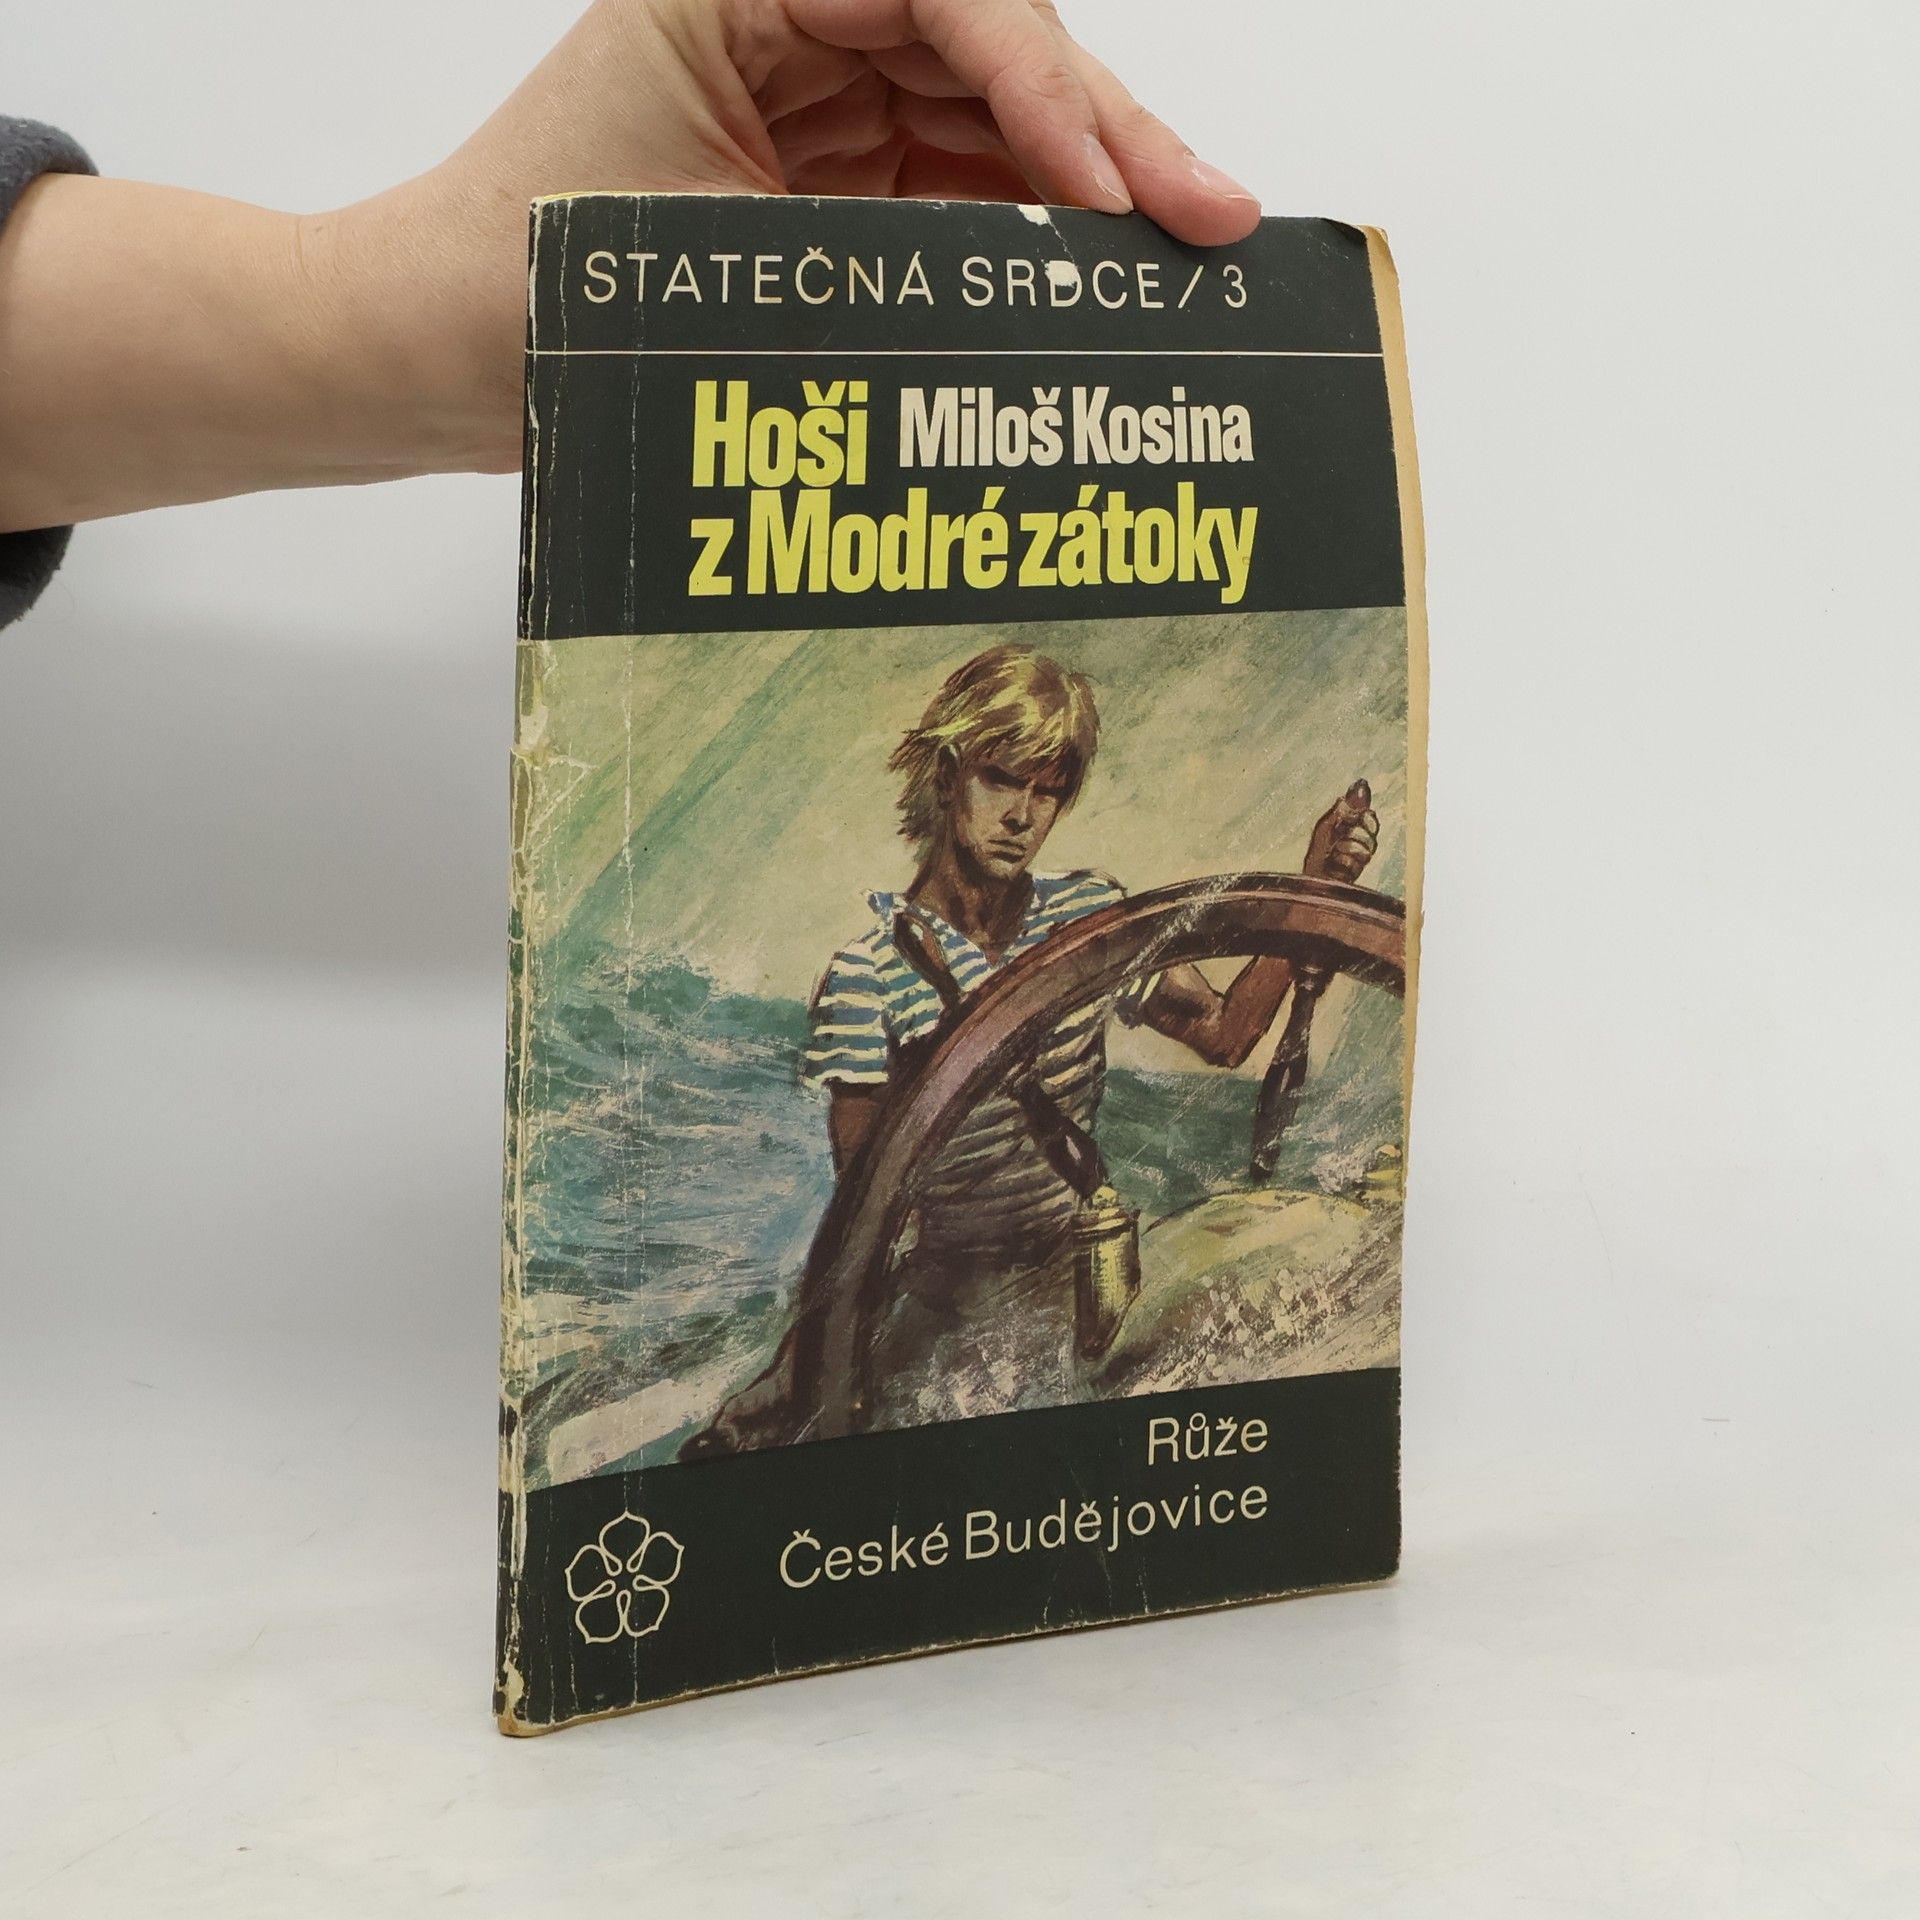 STATEČNÁ SRDCE / 3
Hoši Miloš Kosina
z Modré zátoky
Růže
České Budějovice